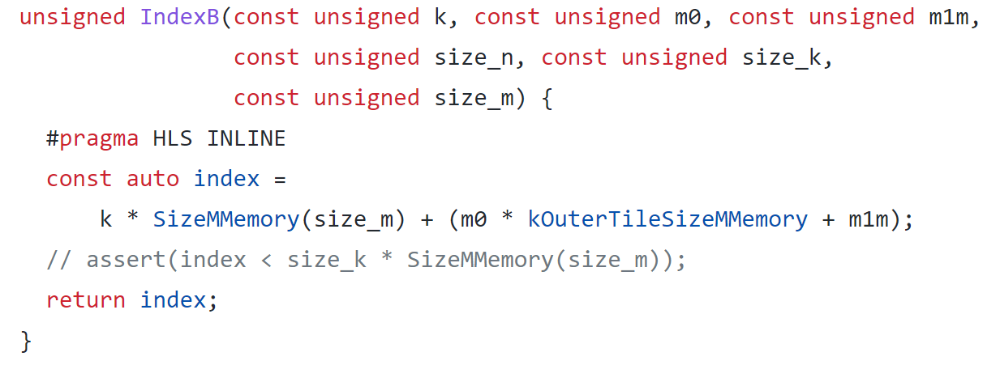 unsigned IndexB(const unsigned k, const unsigned m0, const unsigned m1m,
                const unsigned size_n, const unsigned size_k,
                const unsigned size_m) {
  #pragma HLS INLINE
  const auto index =
      k * SizeMMemory(size_m) + (m0 * kOuterTileSizeMMemory + m1m);
  // assert(index < size_k * SizeMMemory(size_m));
  return index;
}